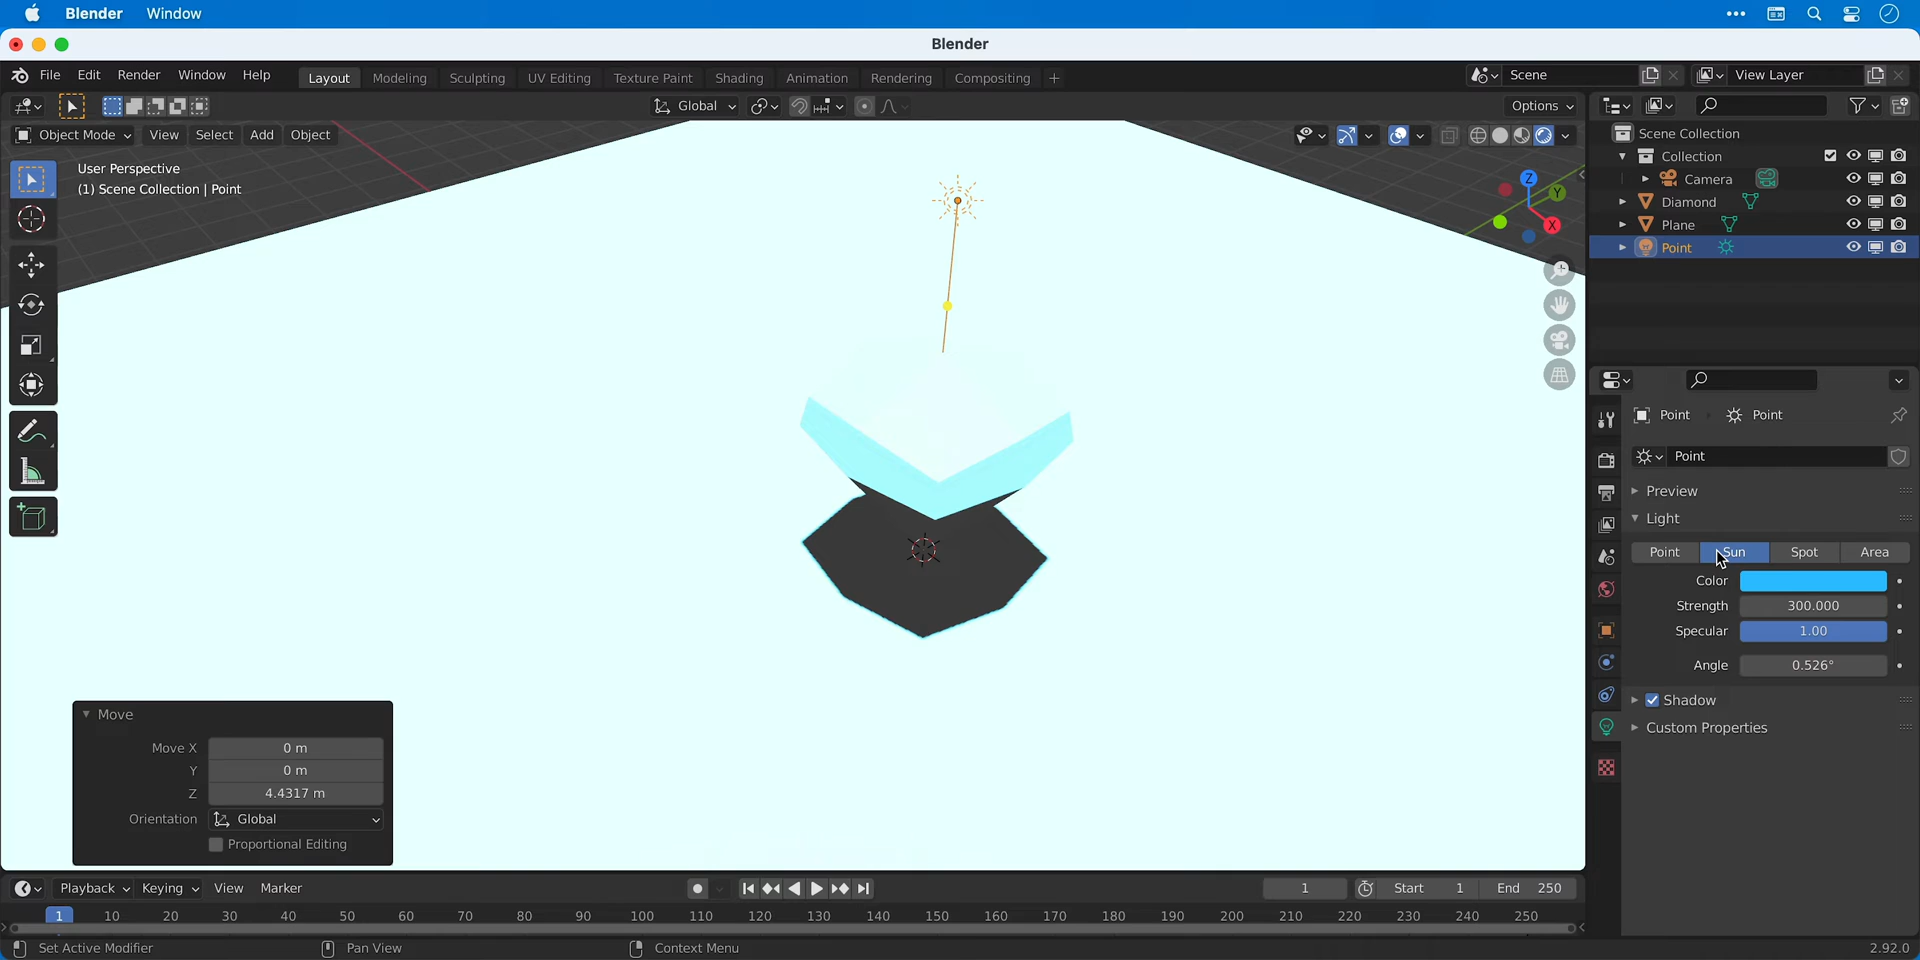 Blender Window
Blender
File Edit Render Window Help Layout Modeling Sculpting UV Editing Texture Paint Shading Animation Rendering Compositing + Scene View Layer
Global Options
Object Mode View Select Add Object
User Perspective
(1) Scene Collection | Point
Z
Y
X
Scene Collection
Collection
Camera
Diamond
Plane
Point
Point Point
Point
Preview
Light
Point Sun Spot Area
Color
Strength 300.000
Specular 1.00
Angle 0.526°
Shadow
Custom Properties
Move
Move X 0 m
Y 0 m
Z 4.4317 m
Orientation Global
Proportional Editing
Playback Keying View Marker 1 Start 1 End 250
1 10 20 30 40 50 60 70 80 90 100 110 120 130 140 150 160 170 180 190 200 210 220 230 240 250
Set Active Modifier Pan View Context Menu 2.92.0